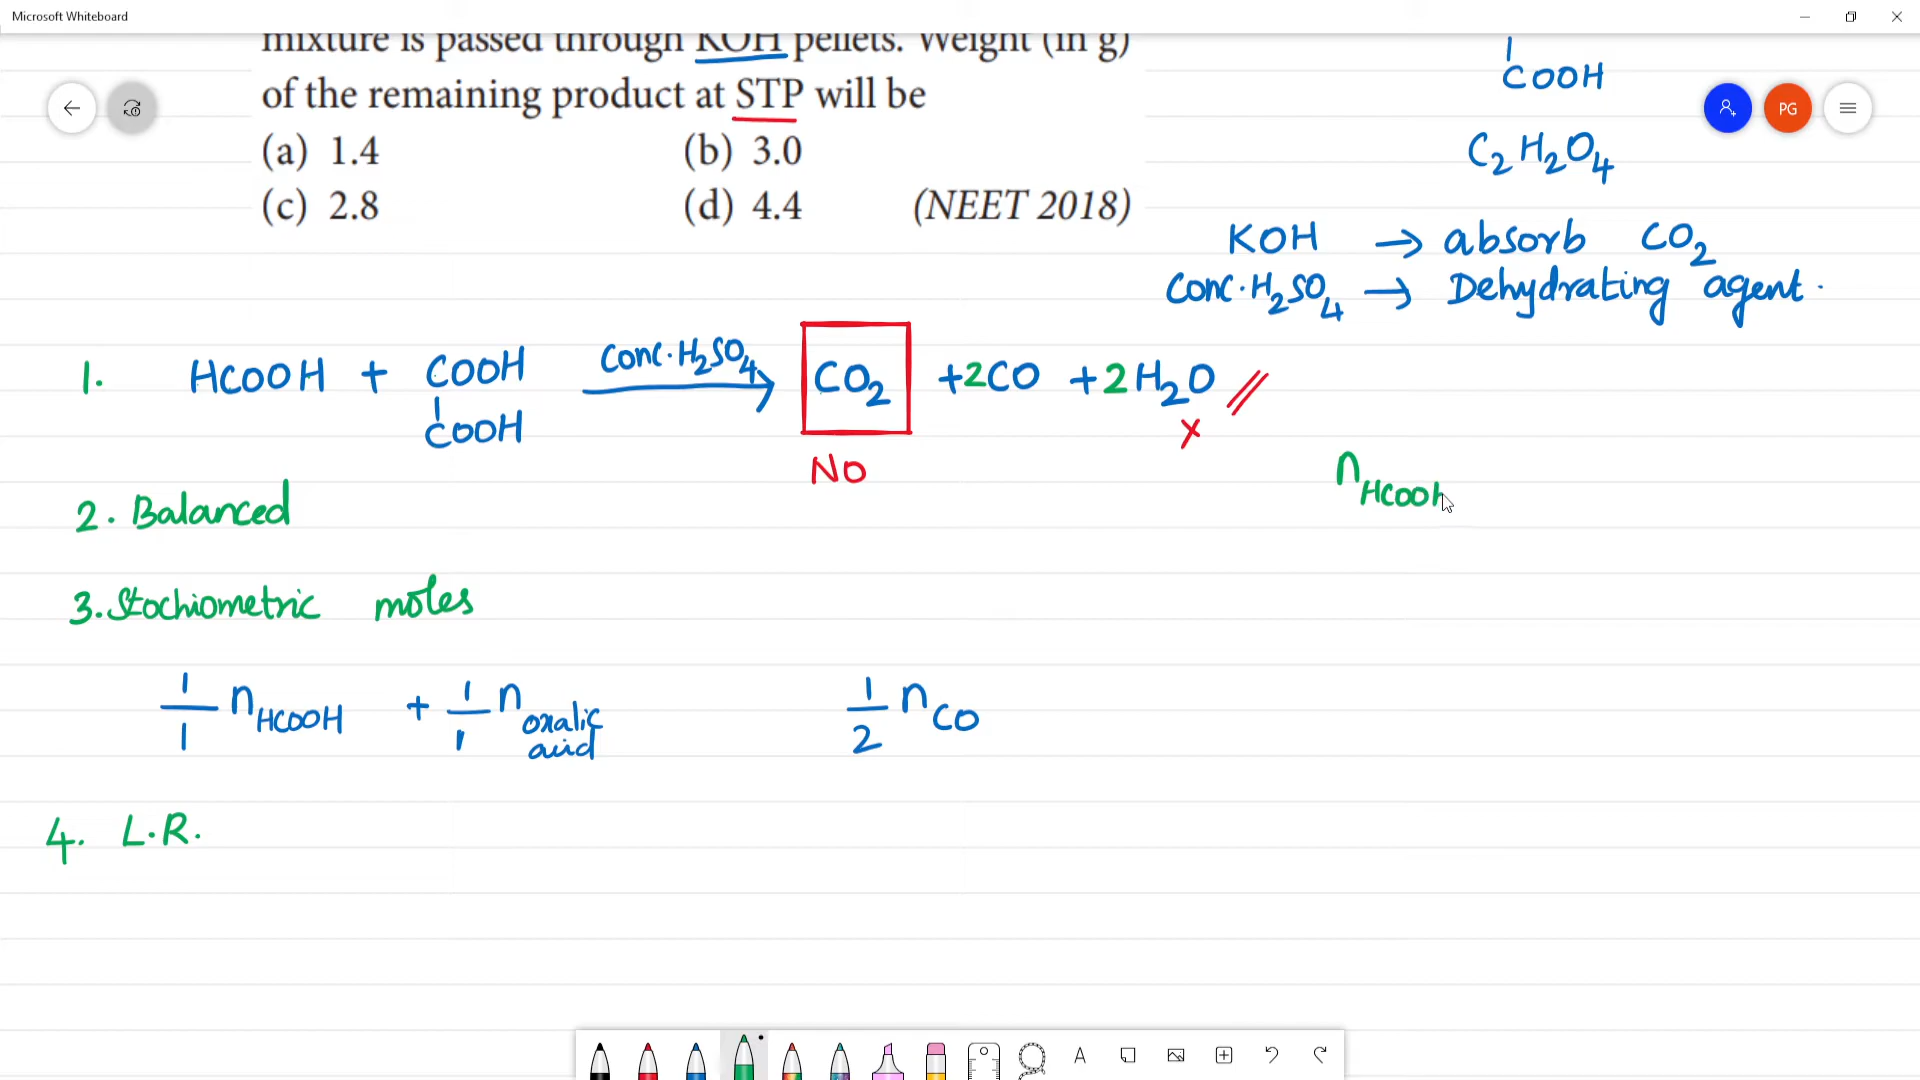 Microsoft Whiteboard
mixture is passed through KOH pellets. Weight (in g)
of the remaining product at STP will be
(a) 1.4 (b) 3.0
(c) 2.8 (d) 4.4 (NEET 2018)
COOH
PG
C2H2O4
KOH → absorb CO2
Conc. H2SO4 → Dehydrating agent.
1. HCOOH + COOH Conc. H2SO4 → CO2 + 2CO + 2H2O //
COOH
x
NO
nHCOOH
2. Balanced
3. Stochiometric moles
1/1 nHCOOH + 1/1 n oxalic acid 1/2 nCO
4. L.R.
A